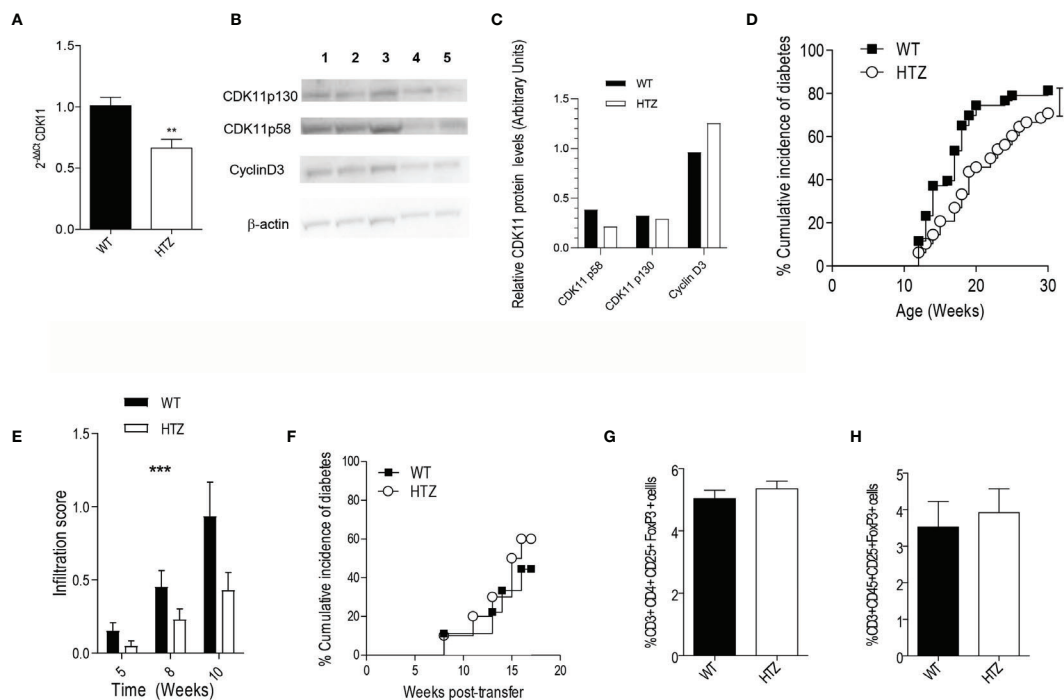 A
1.5
1.0
0.5
0.0
2-ΔΔCt CDK11
**
WT
HTZ
B
1 2 3 4 5
CDK11p130
CDK11p58
CyclinD3
β-actin
C
WT
HTZ
Relative CDK11 protein levels (Arbitrary Units)
1.5
1.0
0.5
0.0
CDK11 p58
CDK11 p130
Cyclin D3
D
WT
HTZ
% Cumulative incidence of diabetes
100
80
60
40
20
0
0 10 20 30
Age (Weeks)
E
WT
HTZ
Infiltration score
1.5
1.0
0.5
0.0
***
5 8 10
Time (Weeks)
F
WT
HTZ
% Cumulative incidence of diabetes
100
80
60
40
20
0
0 5 10 15 20
Weeks post-transfer
G
%CD3+ CD4+ CD25+ FoxP3 + cellls
6
4
2
0
WT
HTZ
H
%CD3+CD45+CD25+FoxP3+ cells
5
4
3
2
1
0
WT
HTZ